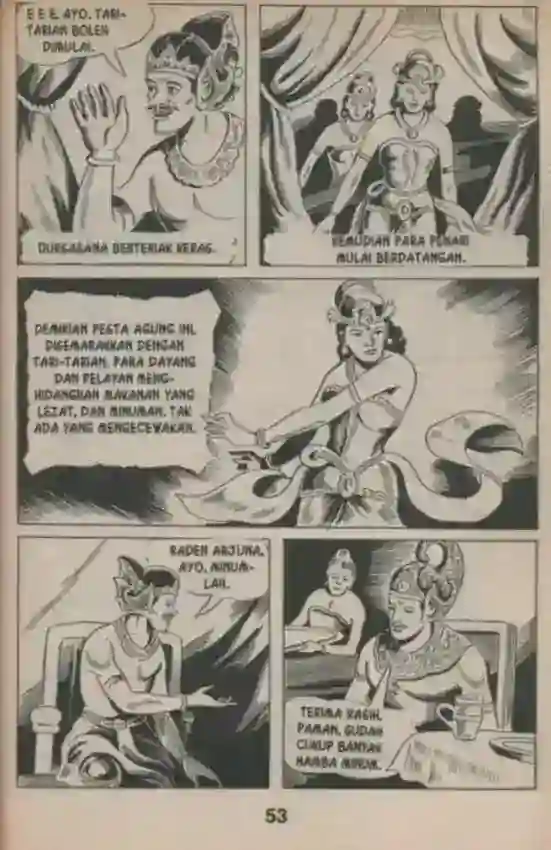 E E E. AYO, TARI-
TARIAN BOLEH
DIMULAI.
DURSASANA BERTERIAK KERAS.
KEMUDIAN PARA PENARI
MULAI BERDATANGAN.
DEMIKIAN PESTA AGUNG INI,
DISEMARAKKAN DENGAN
TARI-TARIAN. PARA DAYANG
DAN PELAYAN MENG-
HIDANGKAN MAKANAN YANG
LEZAT, DAN MINUMAN. TAK
ADA YANG MENGECEWAKAN.
RADEN ARJUNA,
AYO, MINUM-
LAH.
TERIMA KASIH,
PAMAN. SUDAH
CUKUP BANYAK
HAMBA MINUM.
53